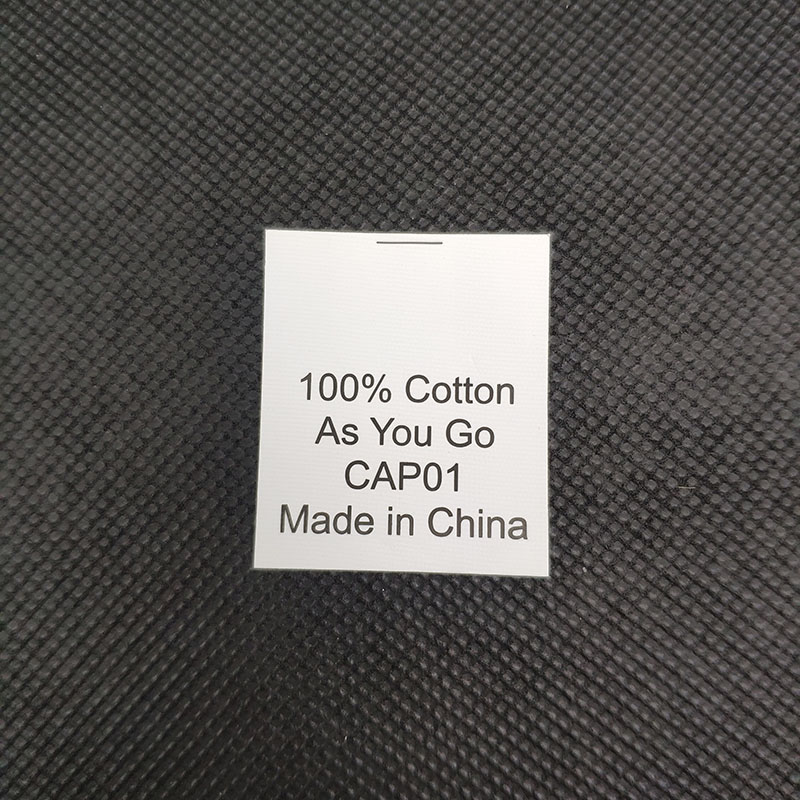 100% Cotton
As You Go
CAP01
Made in China